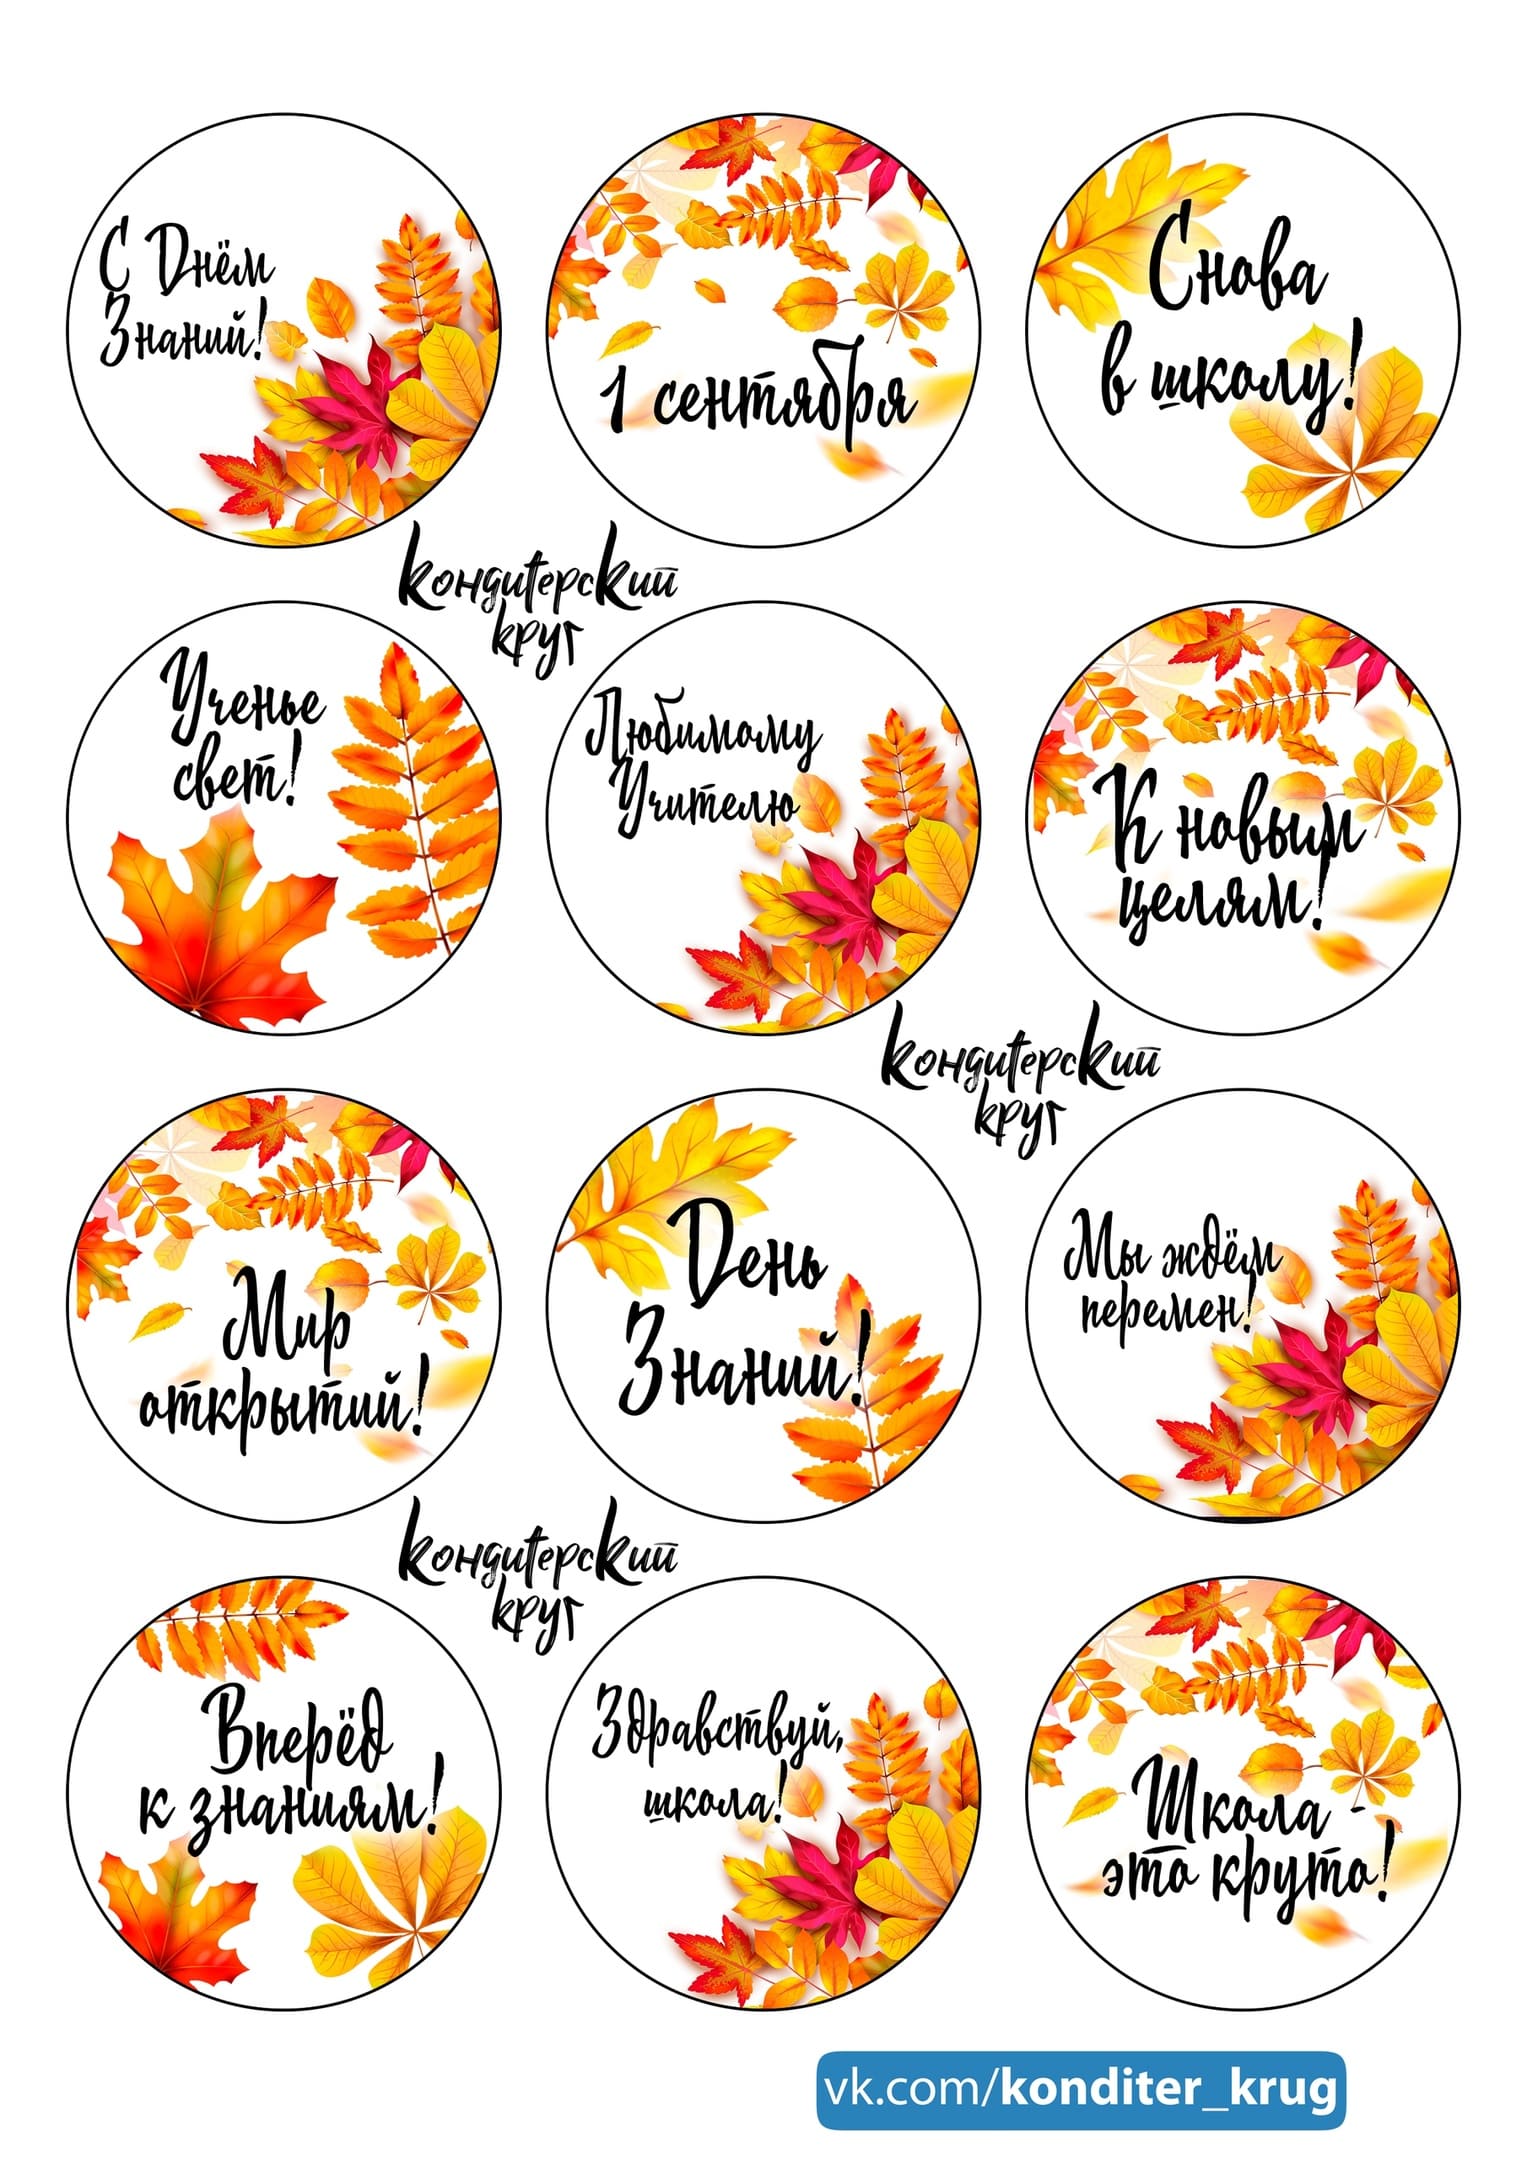 С Днём
Знаний!
1 сентября
Снова
в школу!
Кондитерский
круг
Ученье
свет!
Любимому
Учителю
К новым
целям!
Кондитерский
круг
Мир
открытий!
День
Знаний!
Мы ждём
перемен!
Кондитерский
круг
Вперёд
к знаниям!
Здравствуй,
школа!
Школа -
это круто!
vk.com/konditer_krug